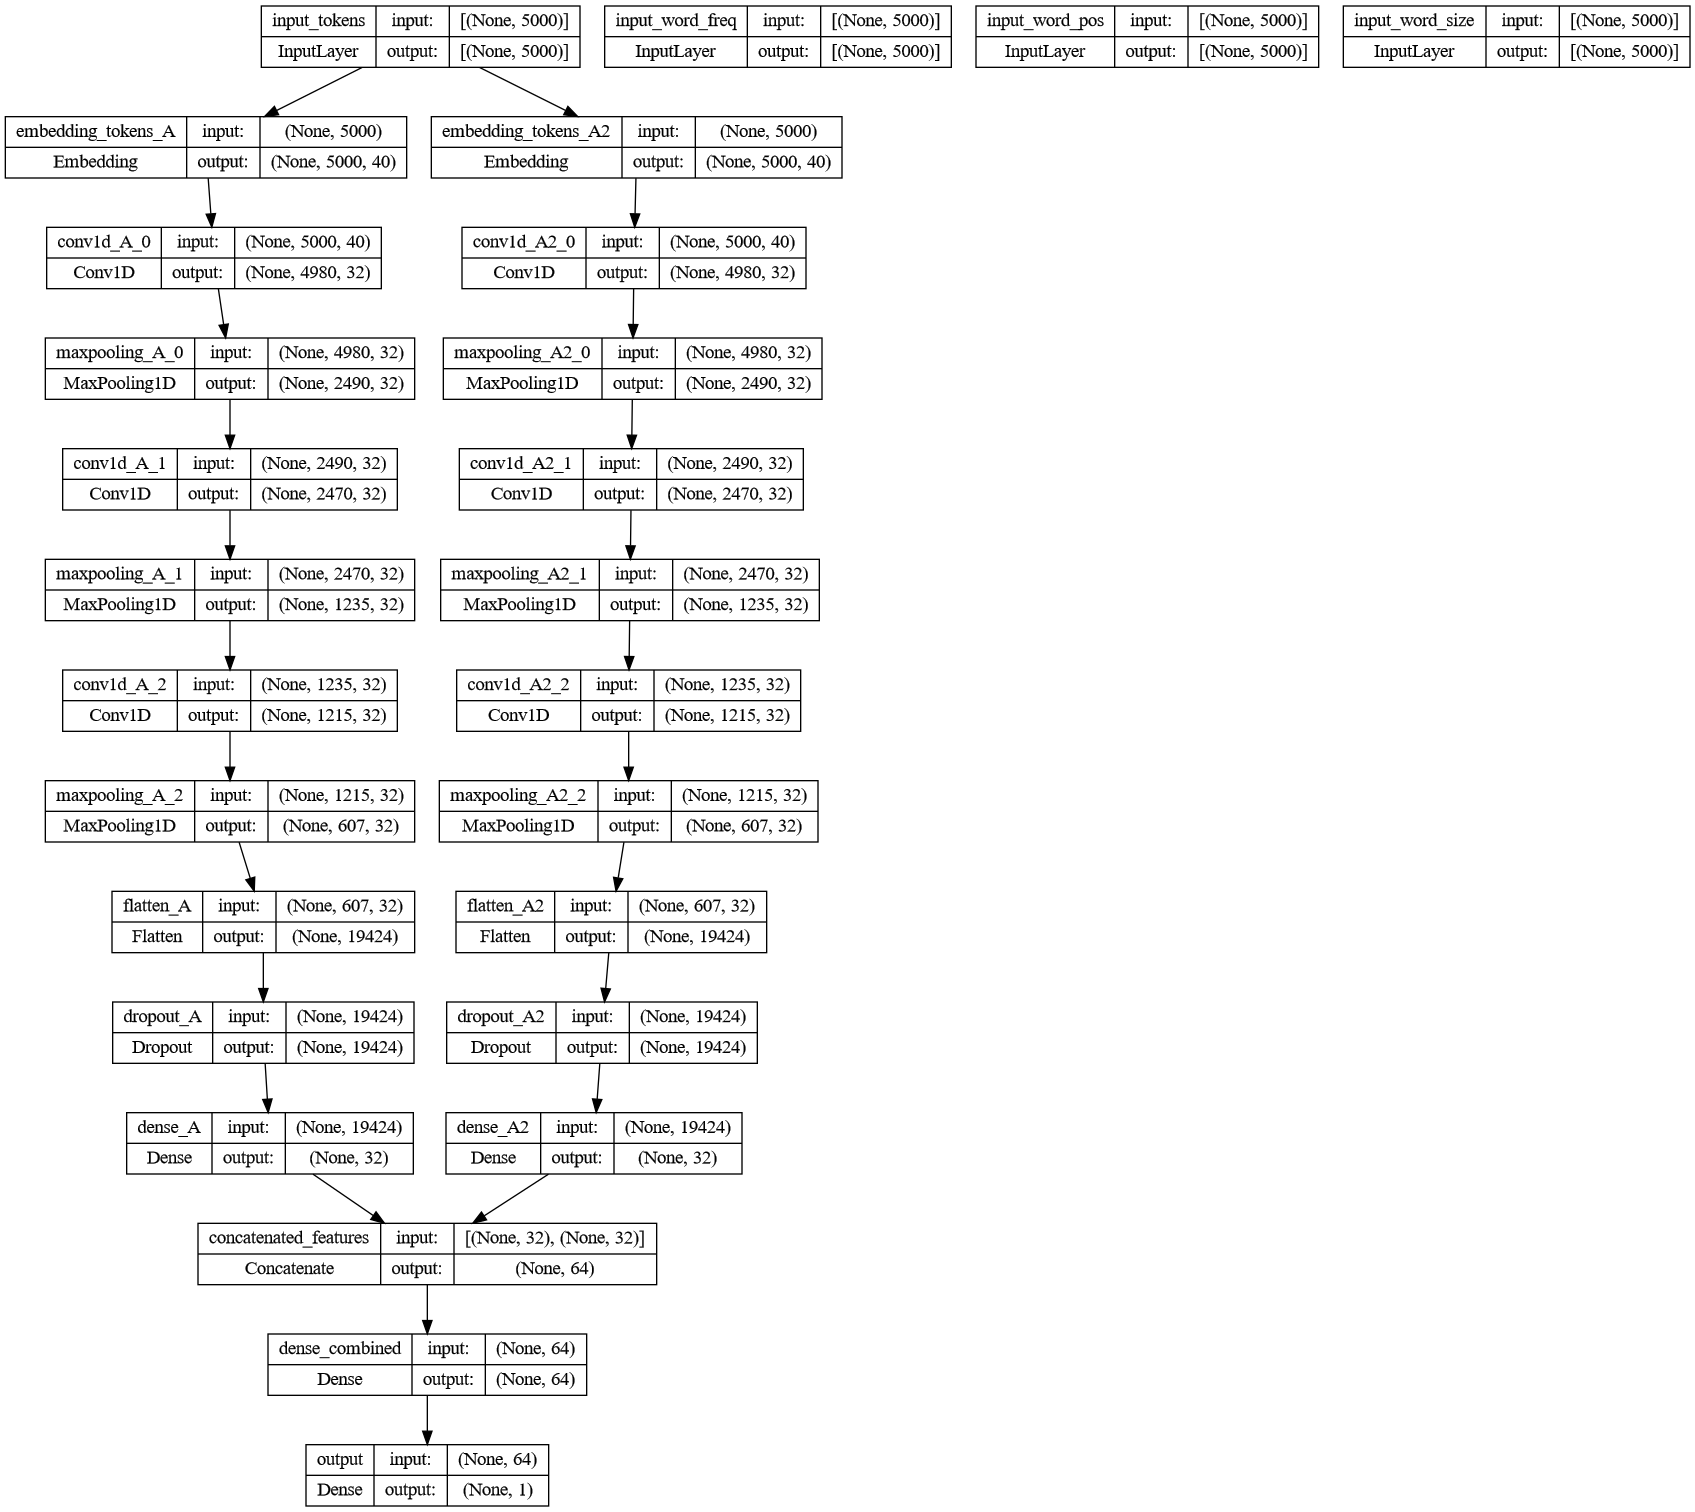 input_tokens input: [(None, 5000)]
InputLayer output: [(None, 5000)]
input_word_freq input: [(None, 5000)]
InputLayer output: [(None, 5000)]
input_word_pos input: [(None, 5000)]
InputLayer output: [(None, 5000)]
input_word_size input: [(None, 5000)]
InputLayer output: [(None, 5000)]
embedding_tokens_A input: (None, 5000)
Embedding output: (None, 5000, 40)
embedding_tokens_A2 input: (None, 5000)
Embedding output: (None, 5000, 40)
conv1d_A_0 input: (None, 5000, 40)
Conv1D output: (None, 4980, 32)
conv1d_A2_0 input: (None, 5000, 40)
Conv1D output: (None, 4980, 32)
maxpooling_A_0 input: (None, 4980, 32)
MaxPooling1D output: (None, 2490, 32)
maxpooling_A2_0 input: (None, 4980, 32)
MaxPooling1D output: (None, 2490, 32)
conv1d_A_1 input: (None, 2490, 32)
Conv1D output: (None, 2470, 32)
conv1d_A2_1 input: (None, 2490, 32)
Conv1D output: (None, 2470, 32)
maxpooling_A_1 input: (None, 2470, 32)
MaxPooling1D output: (None, 1235, 32)
maxpooling_A2_1 input: (None, 2470, 32)
MaxPooling1D output: (None, 1235, 32)
conv1d_A_2 input: (None, 1235, 32)
Conv1D output: (None, 1215, 32)
conv1d_A2_2 input: (None, 1235, 32)
Conv1D output: (None, 1215, 32)
maxpooling_A_2 input: (None, 1215, 32)
MaxPooling1D output: (None, 607, 32)
maxpooling_A2_2 input: (None, 1215, 32)
MaxPooling1D output: (None, 607, 32)
flatten_A input: (None, 607, 32)
Flatten output: (None, 19424)
flatten_A2 input: (None, 607, 32)
Flatten output: (None, 19424)
dropout_A input: (None, 19424)
Dropout output: (None, 19424)
dropout_A2 input: (None, 19424)
Dropout output: (None, 19424)
dense_A input: (None, 19424)
Dense output: (None, 32)
dense_A2 input: (None, 19424)
Dense output: (None, 32)
concatenated_features input: [(None, 32), (None, 32)]
Concatenate output: (None, 64)
dense_combined input: (None, 64)
Dense output: (None, 64)
output input: (None, 64)
Dense output: (None, 1)